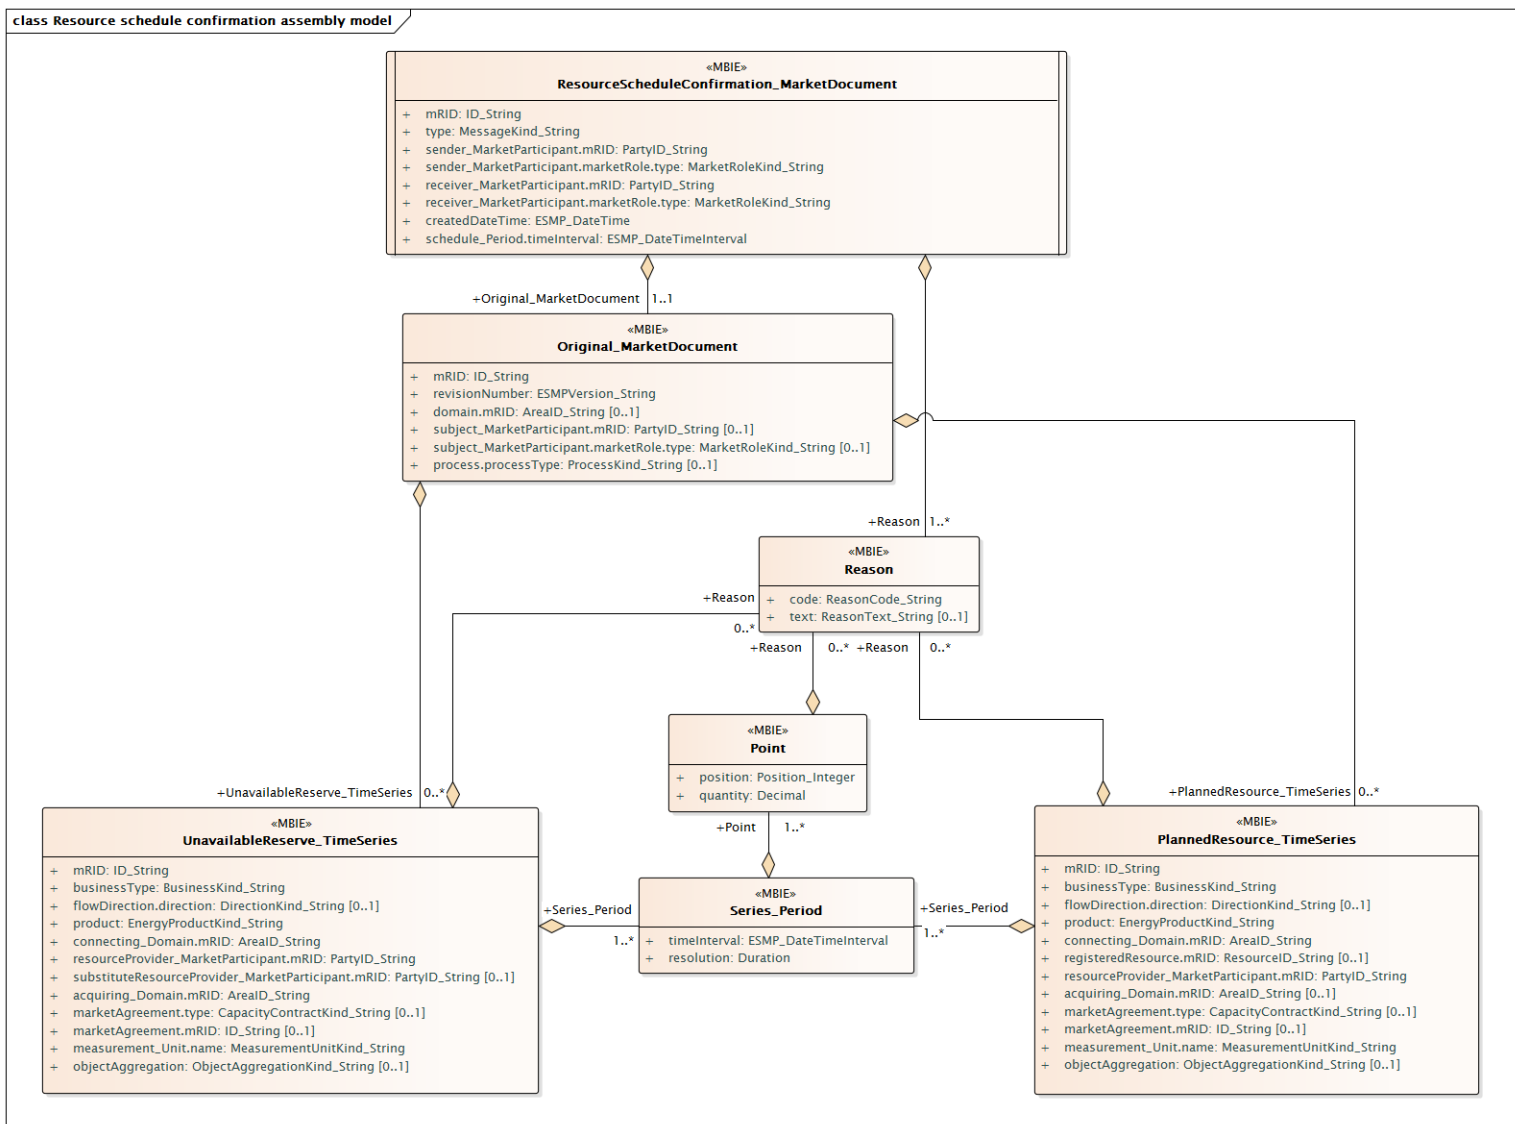 class Resource schedule confirmation assembly model
«MBIE»
ResourceScheduleConfirmation_MarketDocument
+ mRID: ID_String
+ type: MessageKind_String
+ sender_MarketParticipant.mRID: PartyID_String
+ sender_MarketParticipant.marketRole.type: MarketRoleKind_String
+ receiver_MarketParticipant.mRID: PartyID_String
+ receiver_MarketParticipant.marketRole.type: MarketRoleKind_String
+ createdDateTime: ESMP_DateTime
+ schedule_Period.timeInterval: ESMP_DateTimeInterval
+Original_MarketDocument 1..1
«MBIE»
Original_MarketDocument
+ mRID: ID_String
+ revisionNumber: ESMPVersion_String
+ domain.mRID: AreaID_String [0..1]
+ subject_MarketParticipant.mRID: PartyID_String [0..1]
+ subject_MarketParticipant.marketRole.type: MarketRoleKind_String [0..1]
+ process.processType: ProcessKind_String [0..1]
+Reason 1..*
«MBIE»
Reason
+ code: ReasonCode_String
+ text: ReasonText_String [0..1]
+Reason
0..*
+Reason 0..* +Reason 0..*
«MBIE»
Point
+ position: Position_Integer
+ quantity: Decimal
+Point 1..*
+UnavailableReserve_TimeSeries 0..*
«MBIE»
UnavailableReserve_TimeSeries
+ mRID: ID_String
+ businessType: BusinessKind_String
+ flowDirection.direction: DirectionKind_String [0..1]
+ product: EnergyProductKind_String
+ connecting_Domain.mRID: AreaID_String
+ resourceProvider_MarketParticipant.mRID: PartyID_String
+ substituteResourceProvider_MarketParticipant.mRID: PartyID_String [0..1]
+ acquiring_Domain.mRID: AreaID_String
+ marketAgreement.type: CapacityContractKind_String [0..1]
+ marketAgreement.mRID: ID_String [0..1]
+ measurement_Unit.name: MeasurementUnitKind_String
+ objectAggregation: ObjectAggregationKind_String [0..1]
+Series_Period
1..*
«MBIE»
Series_Period
+ timeInterval: ESMP_DateTimeInterval
+ resolution: Duration
+Series_Period
1..*
+PlannedResource_TimeSeries 0..*
«MBIE»
PlannedResource_TimeSeries
+ mRID: ID_String
+ businessType: BusinessKind_String
+ flowDirection.direction: DirectionKind_String [0..1]
+ product: EnergyProductKind_String
+ connecting_Domain.mRID: AreaID_String
+ registeredResource.mRID: ResourceID_String [0..1]
+ resourceProvider_MarketParticipant.mRID: PartyID_String
+ acquiring_Domain.mRID: AreaID_String [0..1]
+ marketAgreement.type: CapacityContractKind_String [0..1]
+ marketAgreement.mRID: ID_String [0..1]
+ measurement_Unit.name: MeasurementUnitKind_String
+ objectAggregation: ObjectAggregationKind_String [0..1]